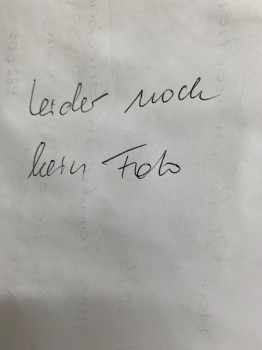 leider noch
kein Foto